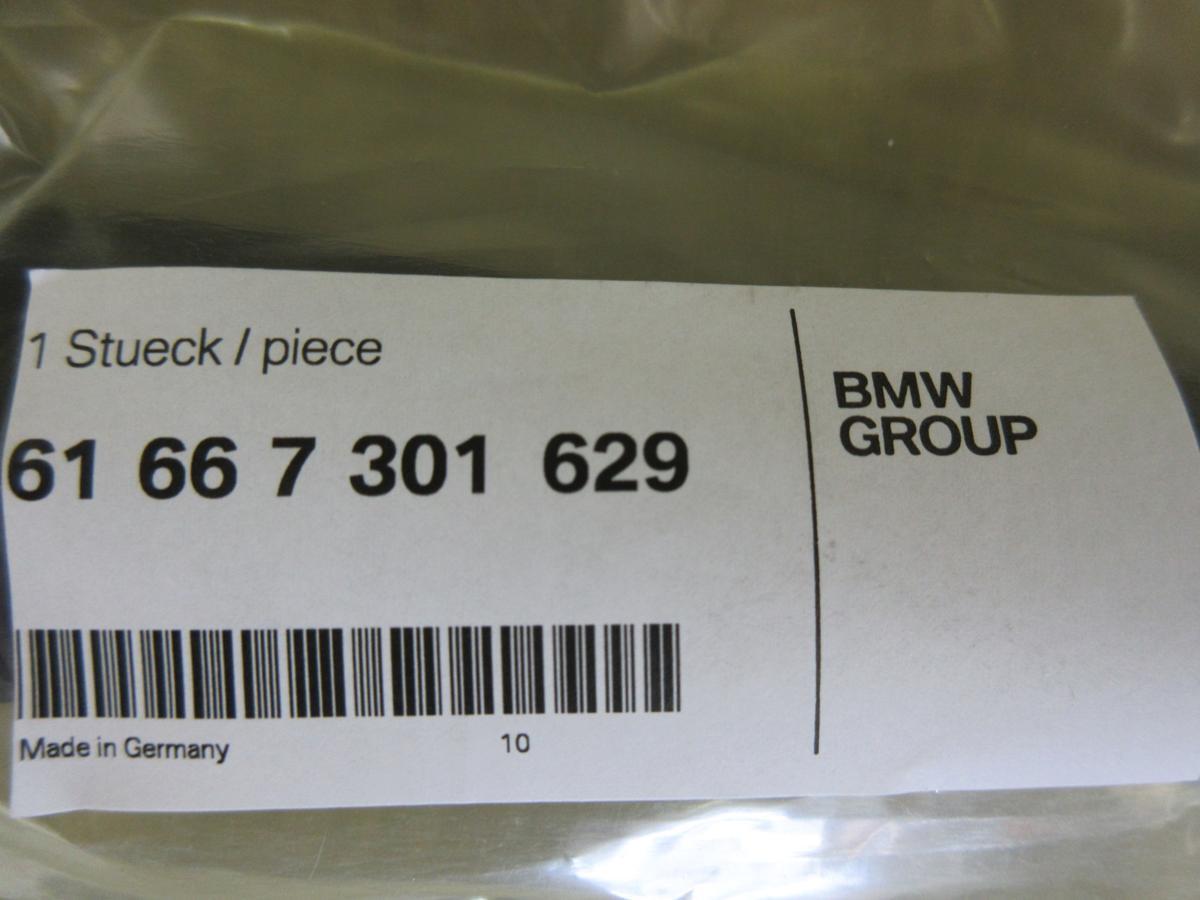 1 Stueck / piece
61 66 7 301 629
Made in Germany
10
BMW
GROUP